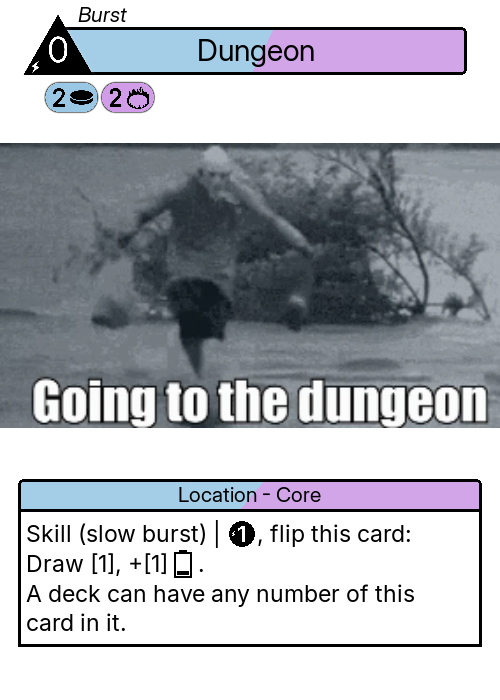 Burst
0
Dungeon
2 2
Going to the dungeon
Location - Core
Skill (slow burst) | 1, flip this card:
Draw [1], +[1] .
A deck can have any number of this
card in it.